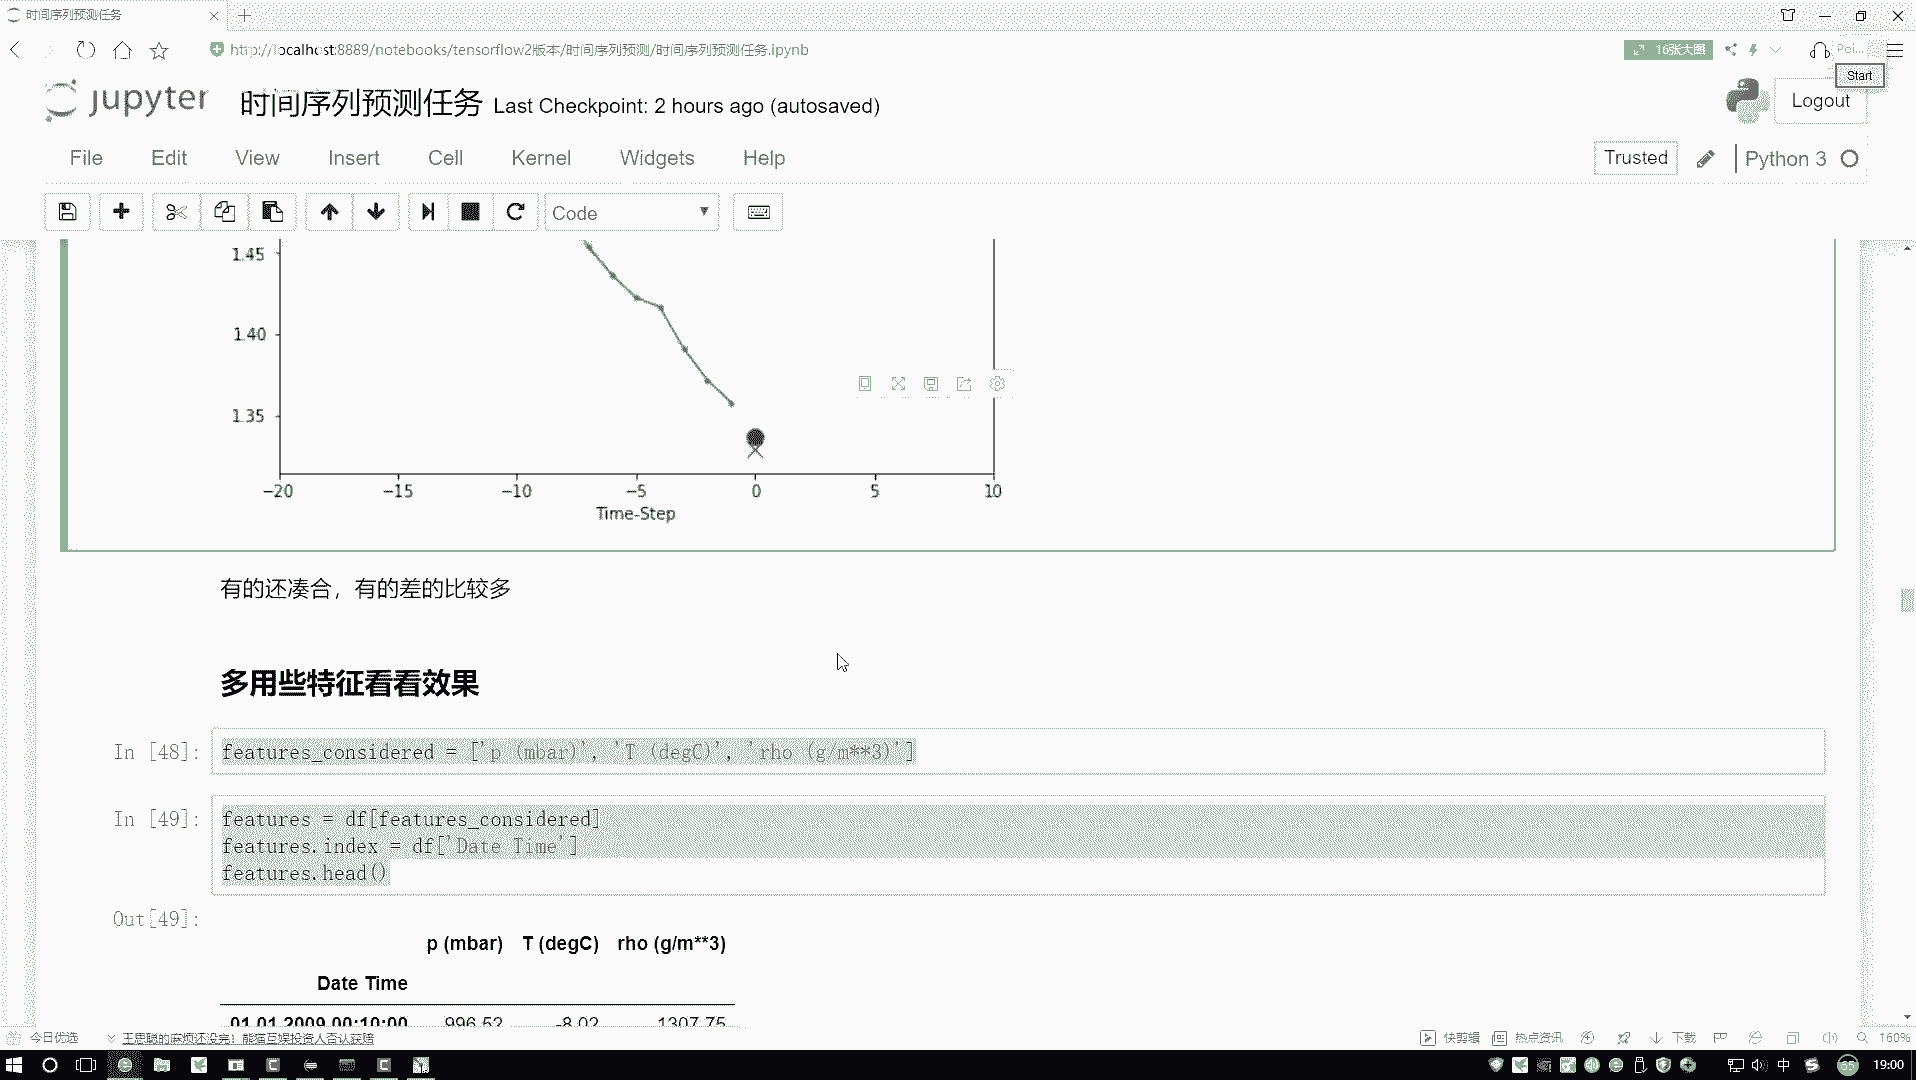 时间序列预测任务
http://localhost:8889/notebooks/tensorflow2版本/时间序列预测/时间序列预测任务.ipynb
16张大图
Poi...
Start
jupyter 时间序列预测任务 Last Checkpoint: 2 hours ago (autosaved)
Logout
File Edit View Insert Cell Kernel Widgets Help
Trusted
Python 3
Code
1.45
1.40
1.35
−20 −15 −10 −5 0 5 10
Time-Step
有的还凑合，有的差的比较多
多用些特征看看效果
In [48]: features_considered = ['p (mbar)', 'T (degC)', 'rho (g/m**3)']
In [49]: features = df[features_considered]
features.index = df['Date Time']
features.head()
Out[49]:
p (mbar) T (degC) rho (g/m**3)
Date Time
01.01.2009 00:10:00 996.52 -8.02 1307.75
今日优选
王思聪的麻烦还没完！熊猫互娱投资人否认获赔
快剪辑
热点资讯
下载
160%
中
65
19:00